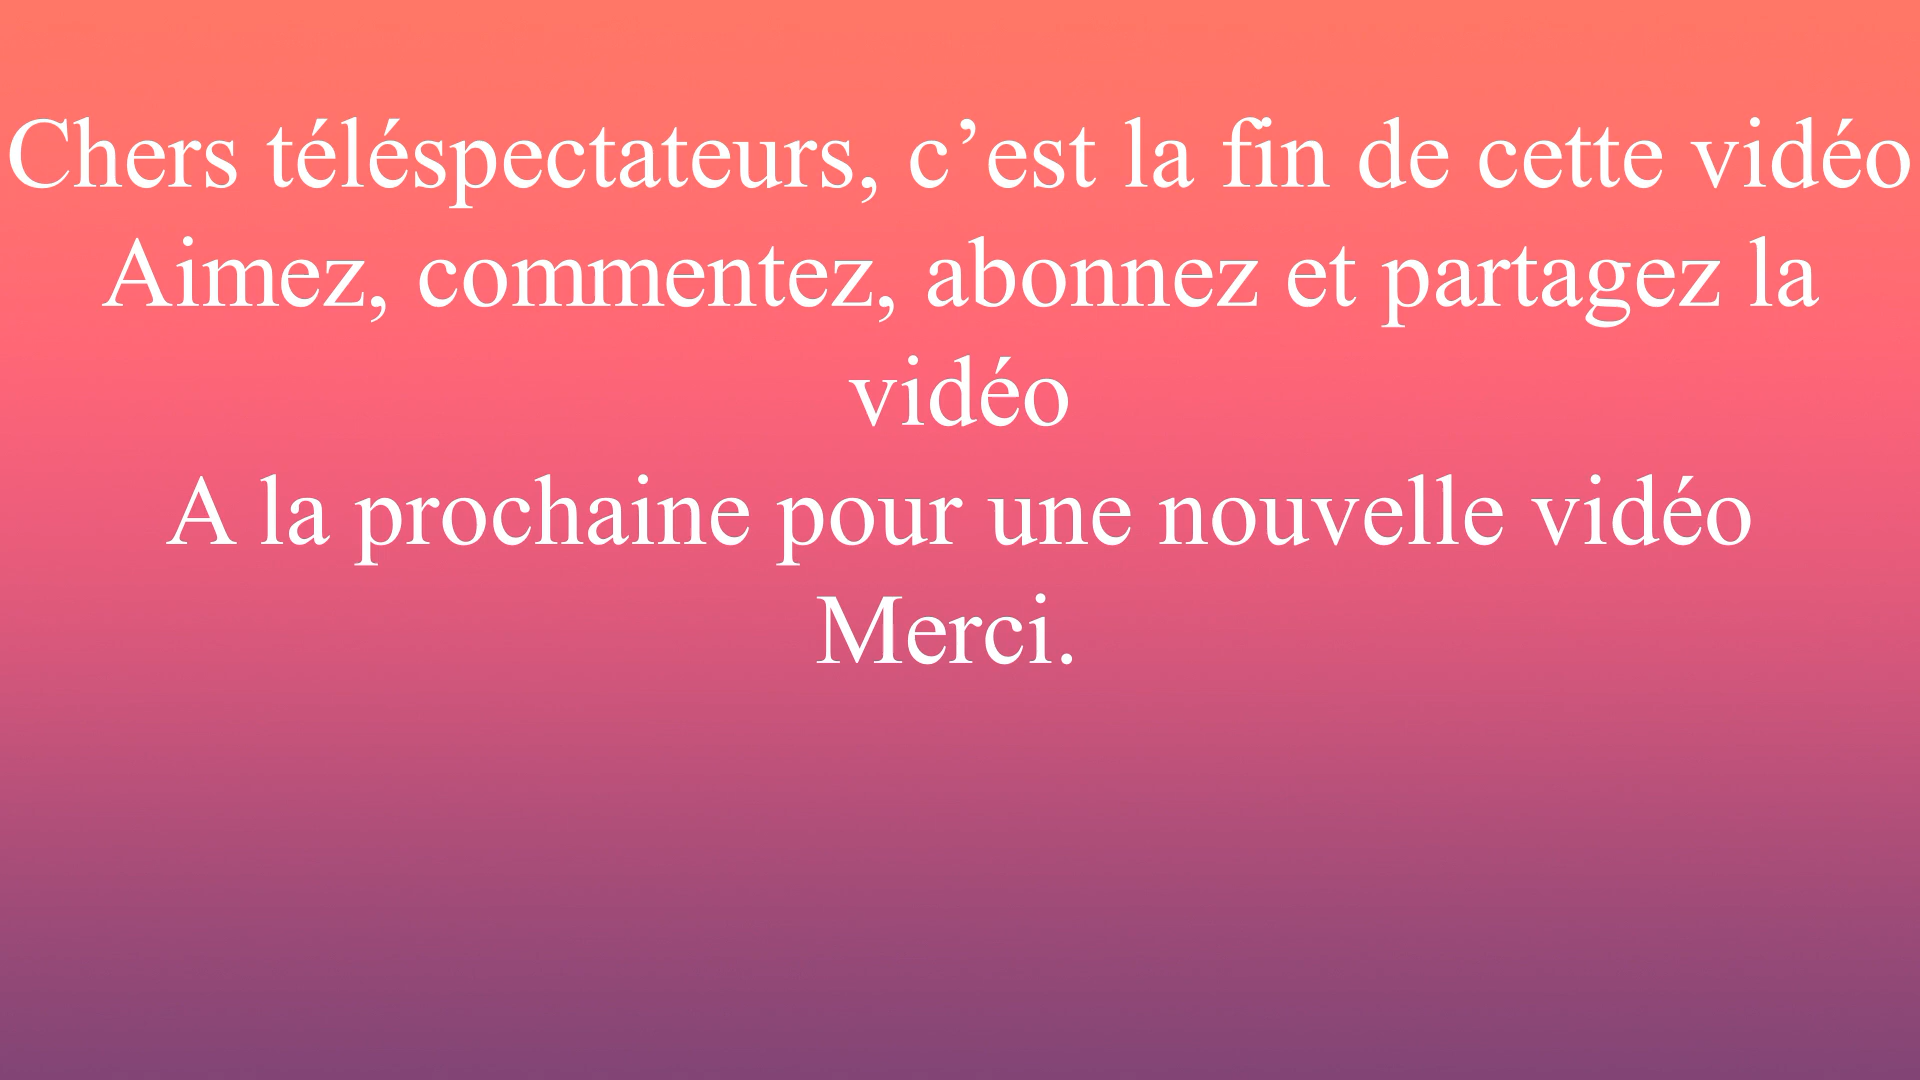 Chers téléspectateurs, c’est la fin de cette vidéo
Aimez, commentez, abonnez et partagez la
vidéo
A la prochaine pour une nouvelle vidéo
Merci.